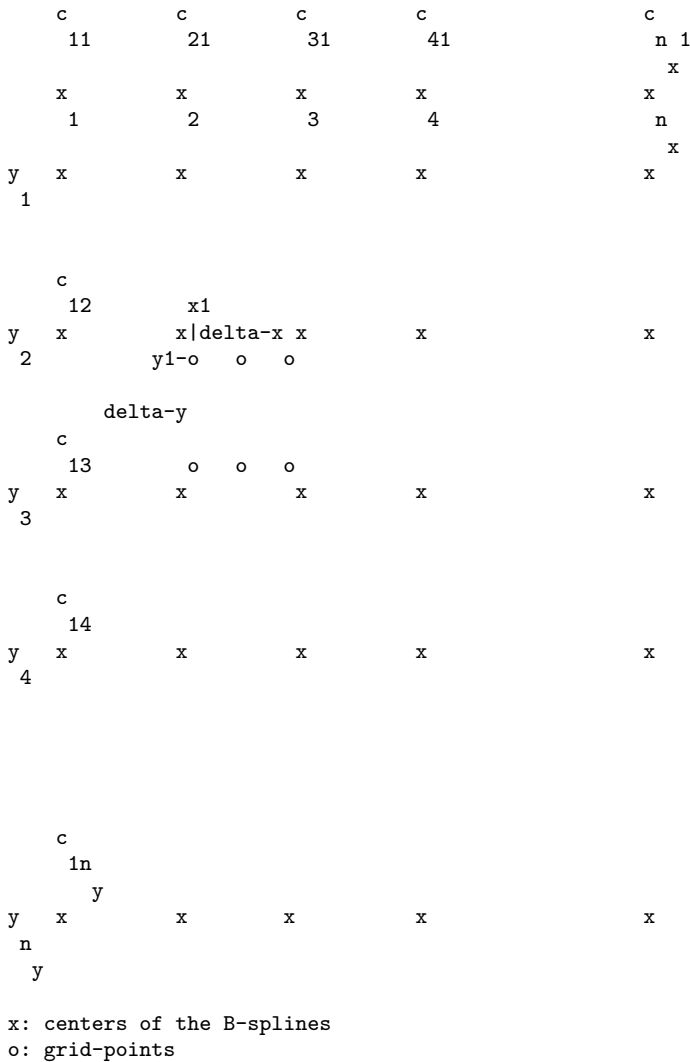 c c c c c
11 21 31 41 n 1
x
x x x x x
1 2 3 4 n
x
y x x x x x
1
c
12 x1
y x x|delta-x x x x
2 y1-o o o
delta-y
c
13 o o o
y x x x x x
3
c
14
y x x x x x
4
c
1n
y
y x x x x x
n
y
x: centers of the B-splines
o: grid-points